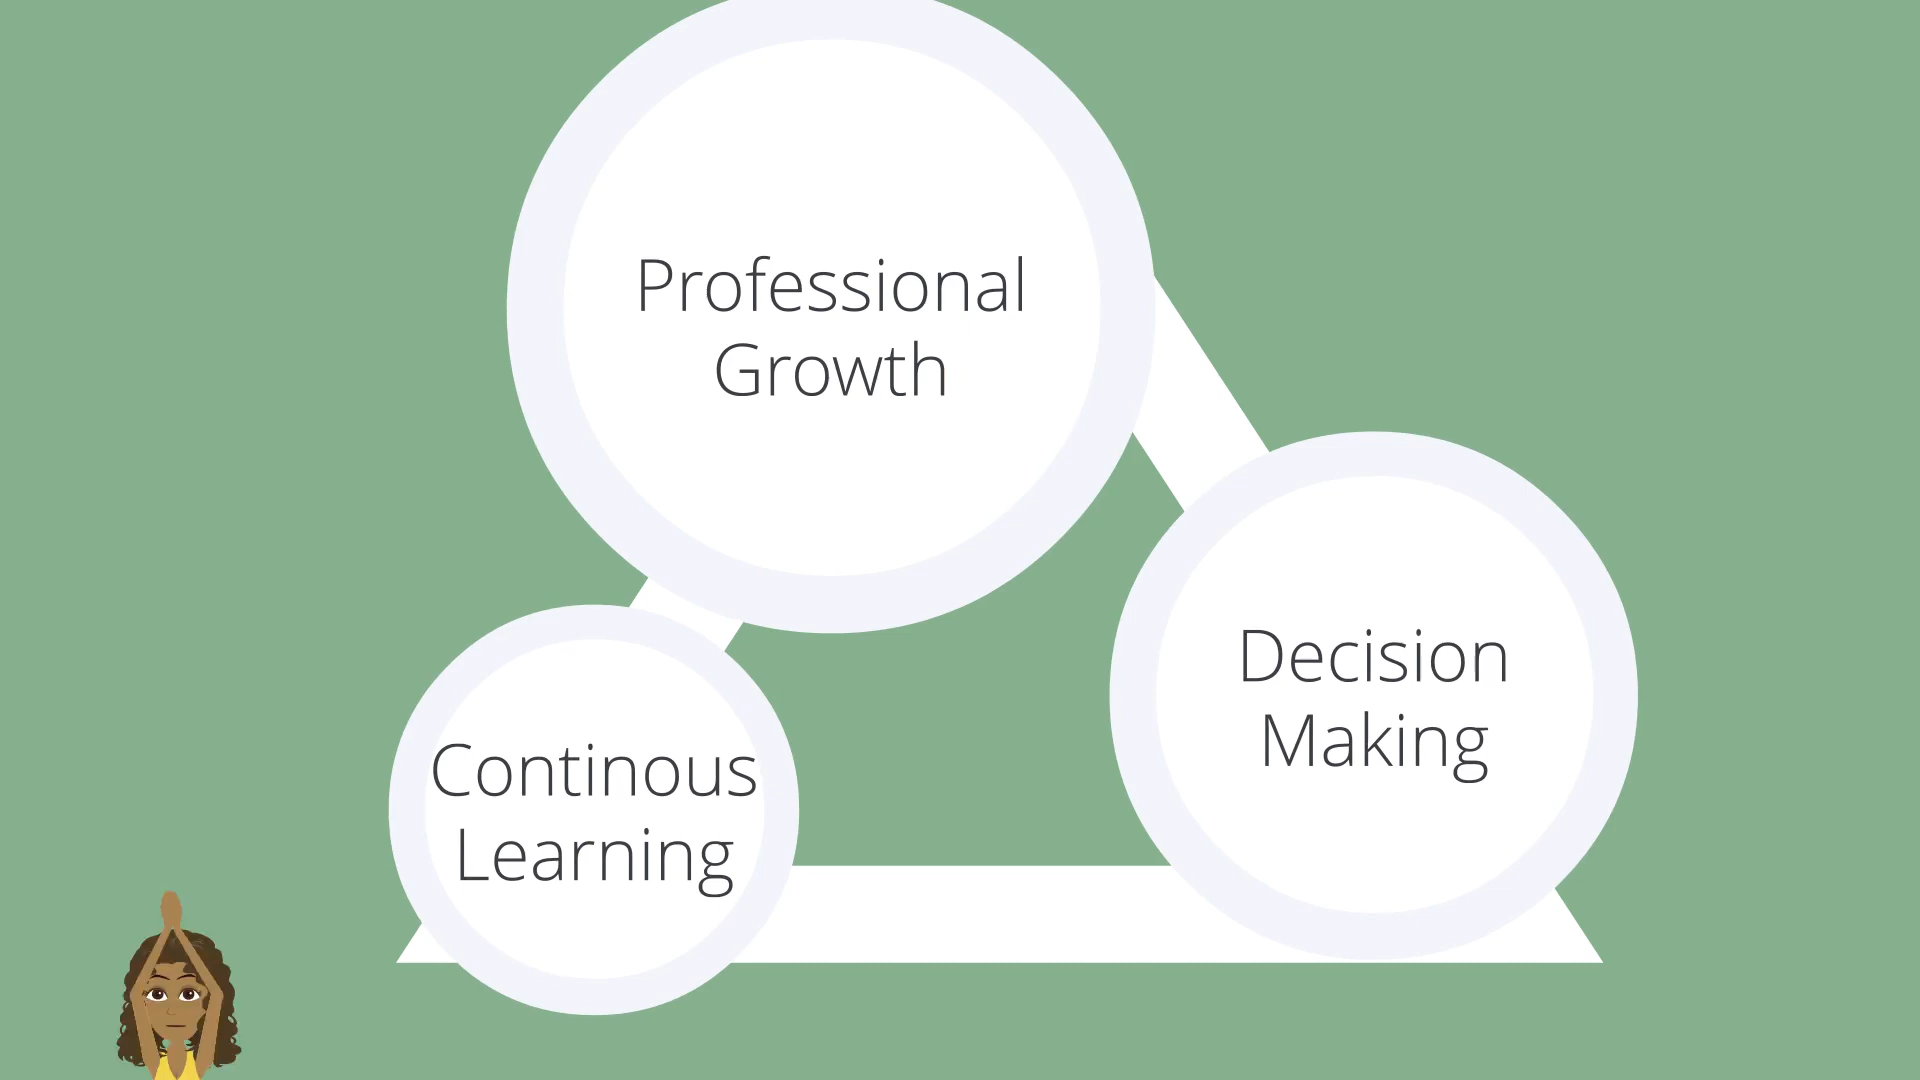 Professional
Growth
Decision
Making
Continous
Learning